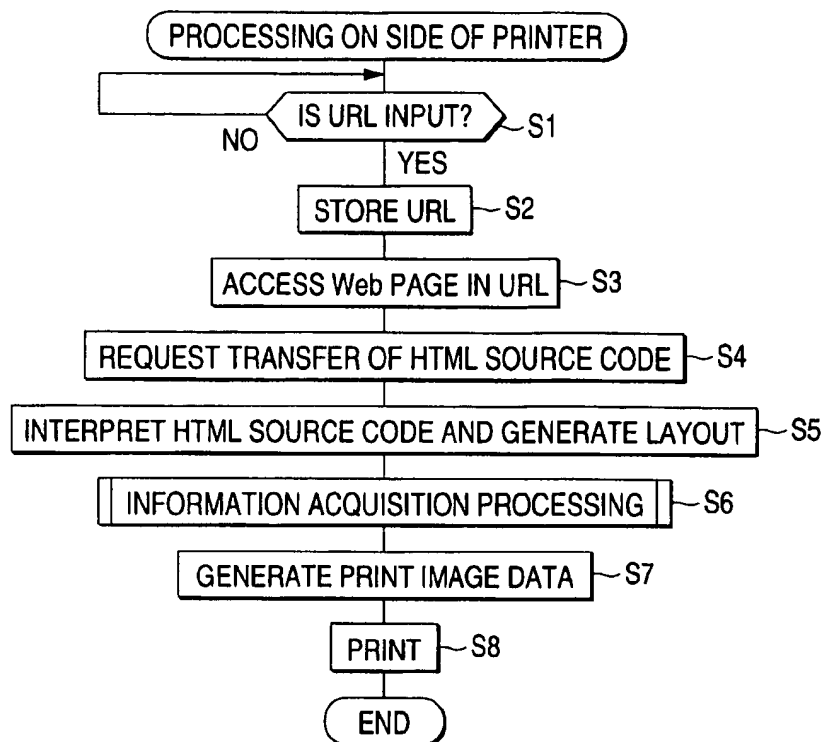 PROCESSING ON SIDE OF PRINTER
IS URL INPUT? S1
NO
YES
STORE URL S2
ACCESS Web PAGE IN URL S3
REQUEST TRANSFER OF HTML SOURCE CODE S4
INTERPRET HTML SOURCE CODE AND GENERATE LAYOUT S5
INFORMATION ACQUISITION PROCESSING S6
GENERATE PRINT IMAGE DATA S7
PRINT S8
END